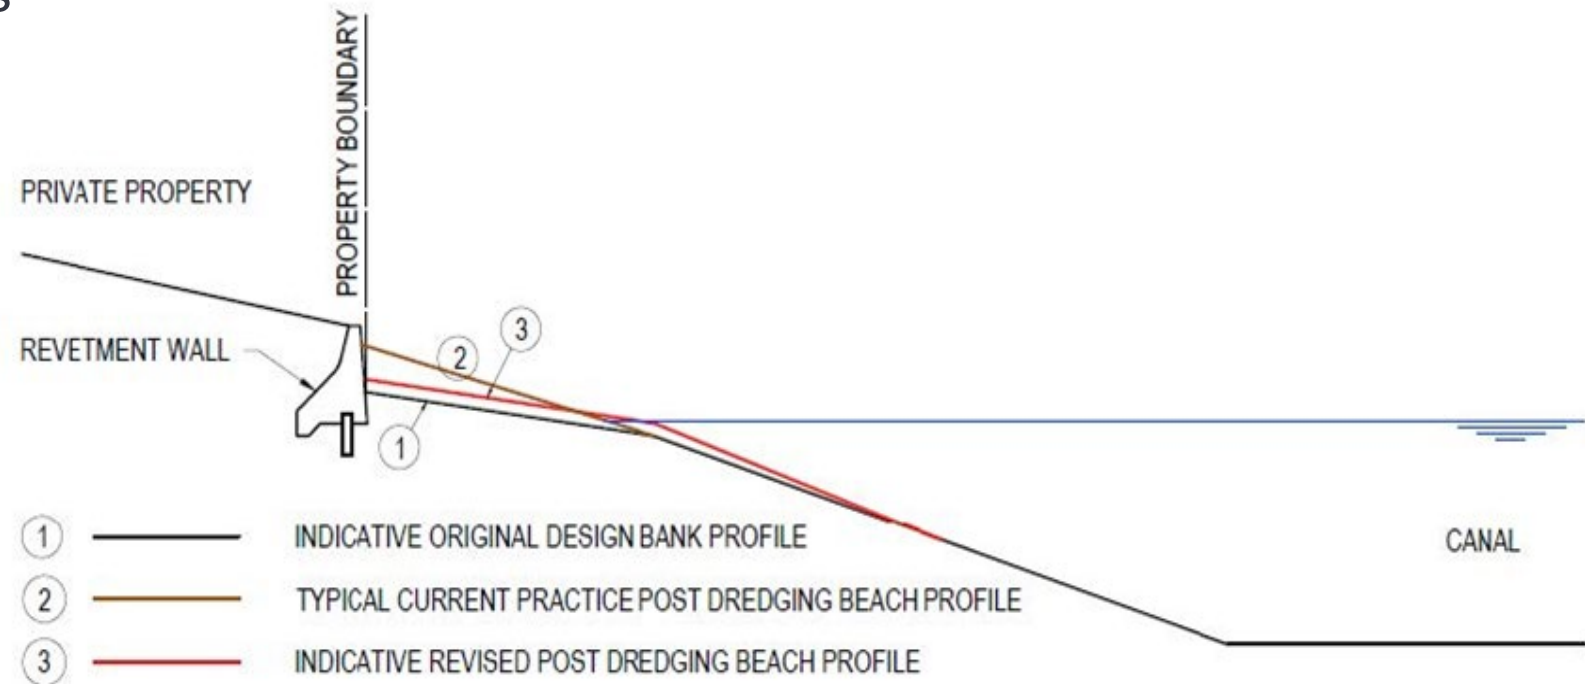 PROPERTY BOUNDARY
PRIVATE PROPERTY
REVETMENT WALL
2
3
1
1 INDICATIVE ORIGINAL DESIGN BANK PROFILE
CANAL
2 TYPICAL CURRENT PRACTICE POST DREDGING BEACH PROFILE
3 INDICATIVE REVISED POST DREDGING BEACH PROFILE